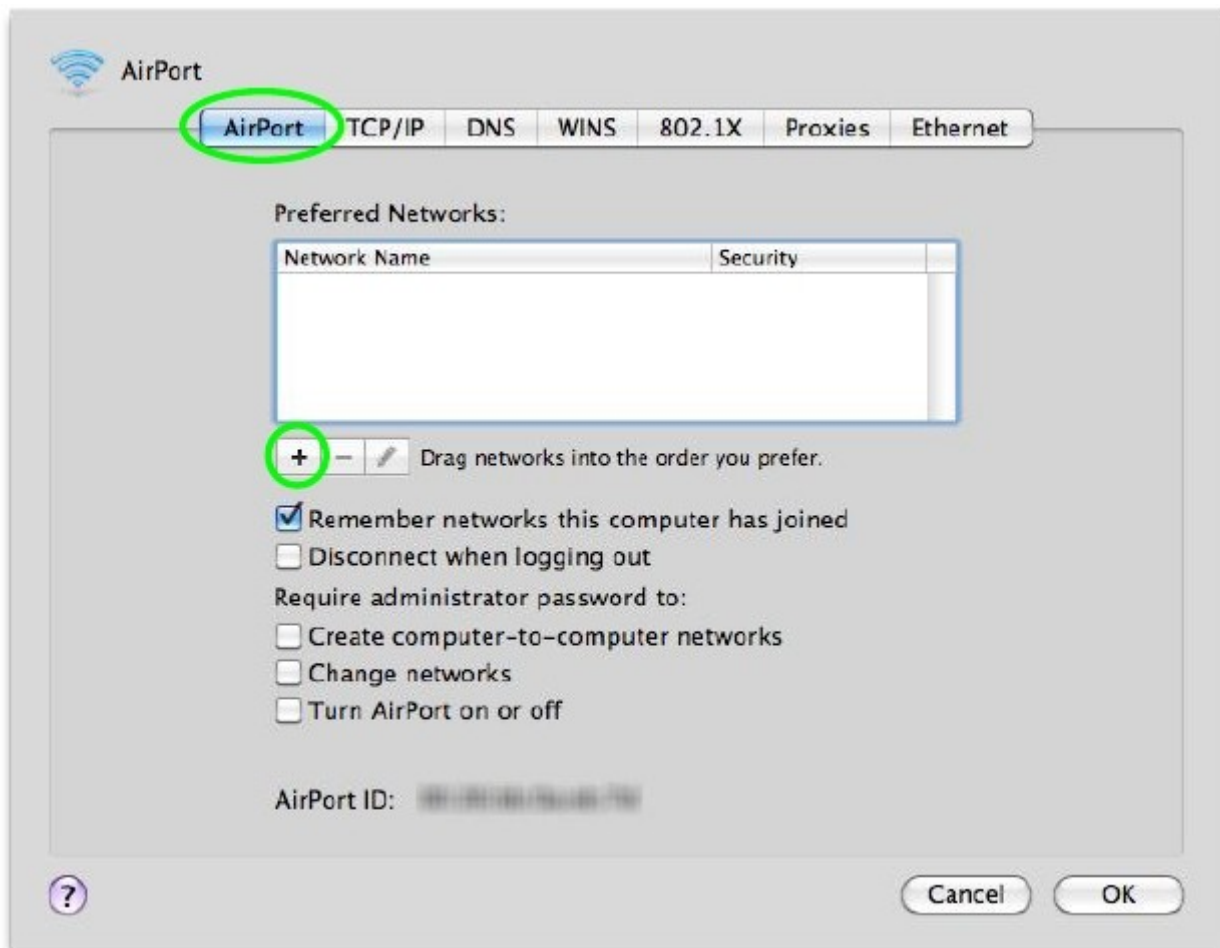 AirPort
AirPort TCP/IP DNS WINS 802.1X Proxies Ethernet
Preferred Networks:
Network Name Security
+ − Drag networks into the order you prefer.
Remember networks this computer has joined
Disconnect when logging out
Require administrator password to:
Create computer-to-computer networks
Change networks
Turn AirPort on or off
AirPort ID:
? Cancel OK